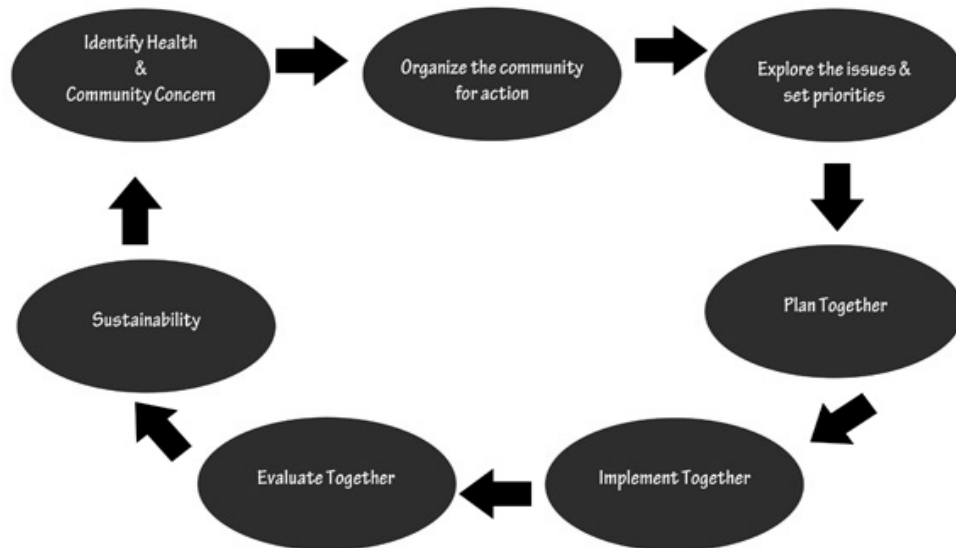 Identify Health
&
Community Concern
Organize the community
for action
Explore the issues &
set priorities
Plan Together
Implement Together
Evaluate Together
Sustainability